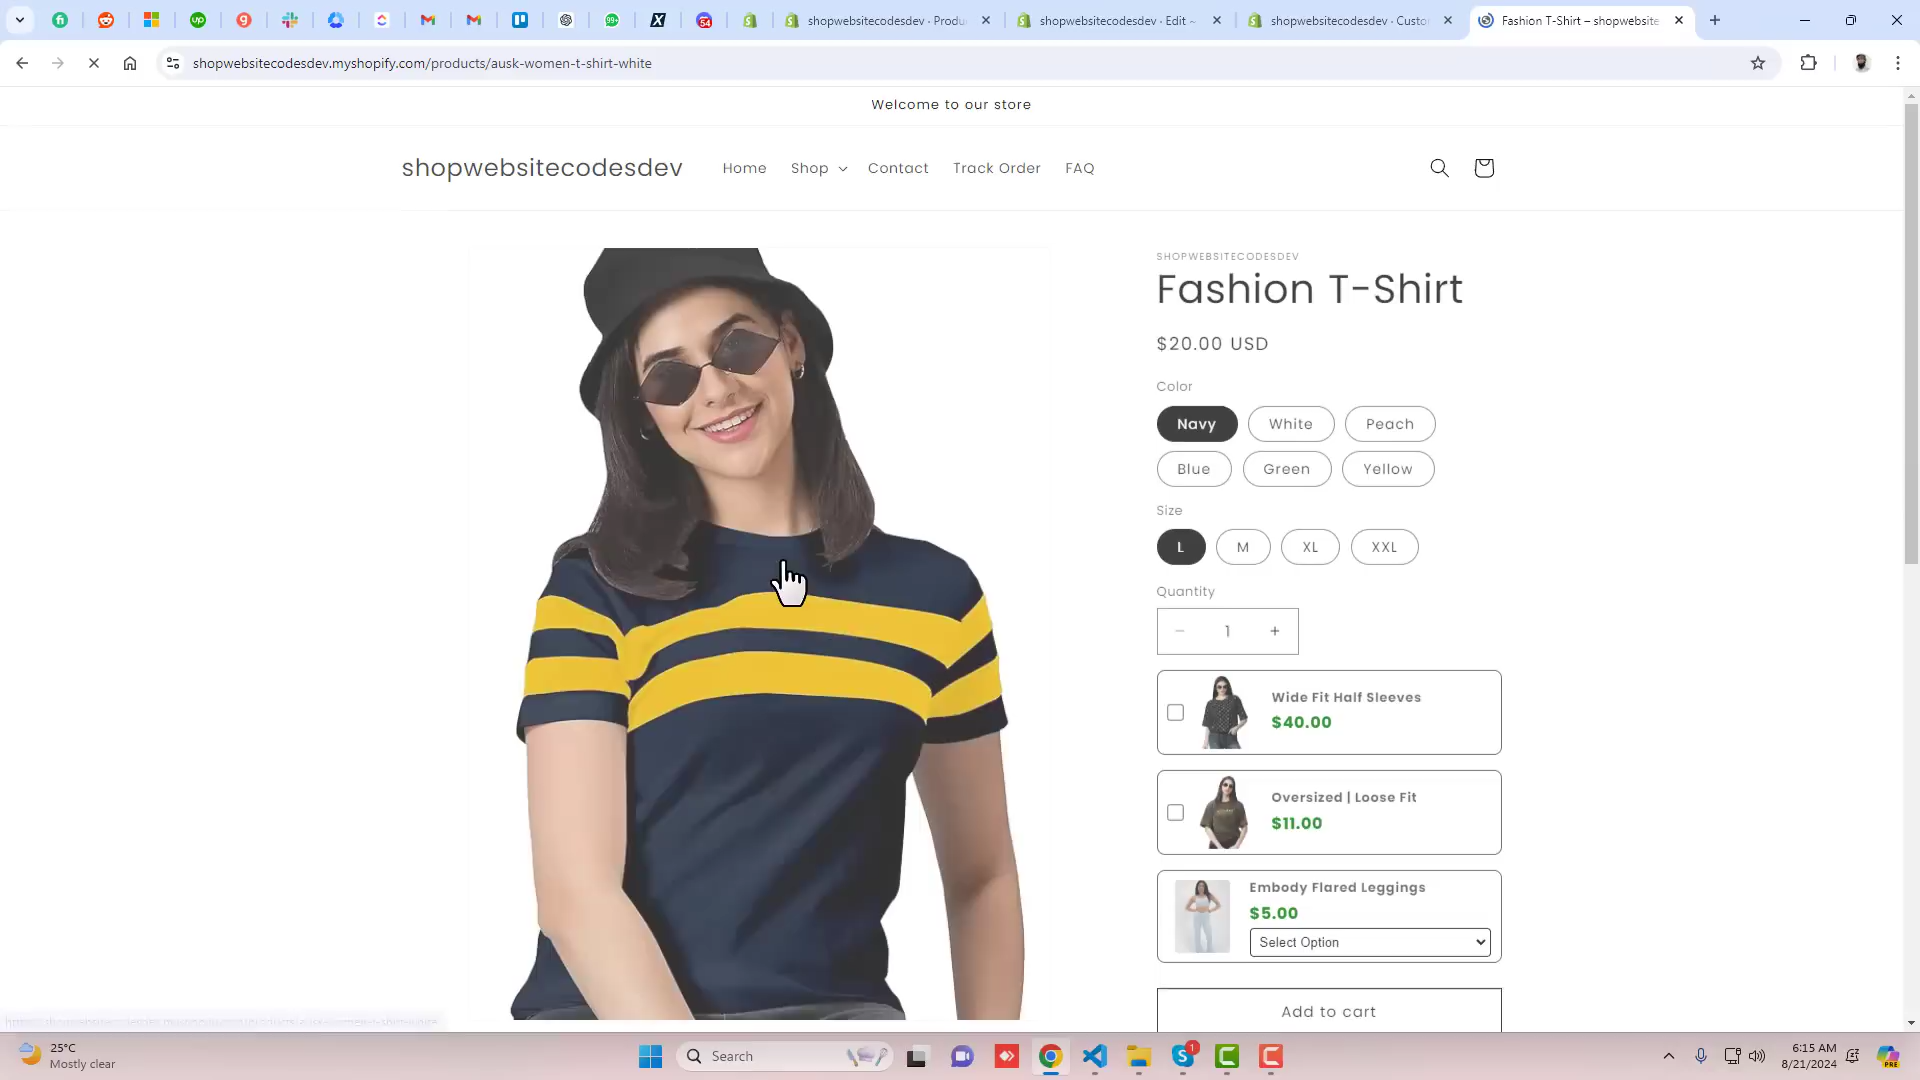 shopwebsitecodesdev · Produ
shopwebsitecodesdev · Edit ~
shopwebsitecodesdev · Custo
Fashion T-Shirt – shopwebsite
shopwebsitecodesdev.myshopify.com/products/ausk-women-t-shirt-white
Welcome to our store
shopwebsitecodesdev
Home
Shop
Contact
Track Order
FAQ
SHOPWEBSITECODESDEV
Fashion T-Shirt
$20.00 USD
Color
Navy
White
Peach
Blue
Green
Yellow
Size
L
M
XL
XXL
Quantity
1
Wide Fit Half Sleeves
$40.00
Oversized | Loose Fit
$11.00
Embody Flared Leggings
$5.00
Select Option
Add to cart
25°C
Mostly clear
Search
6:15 AM
8/21/2024